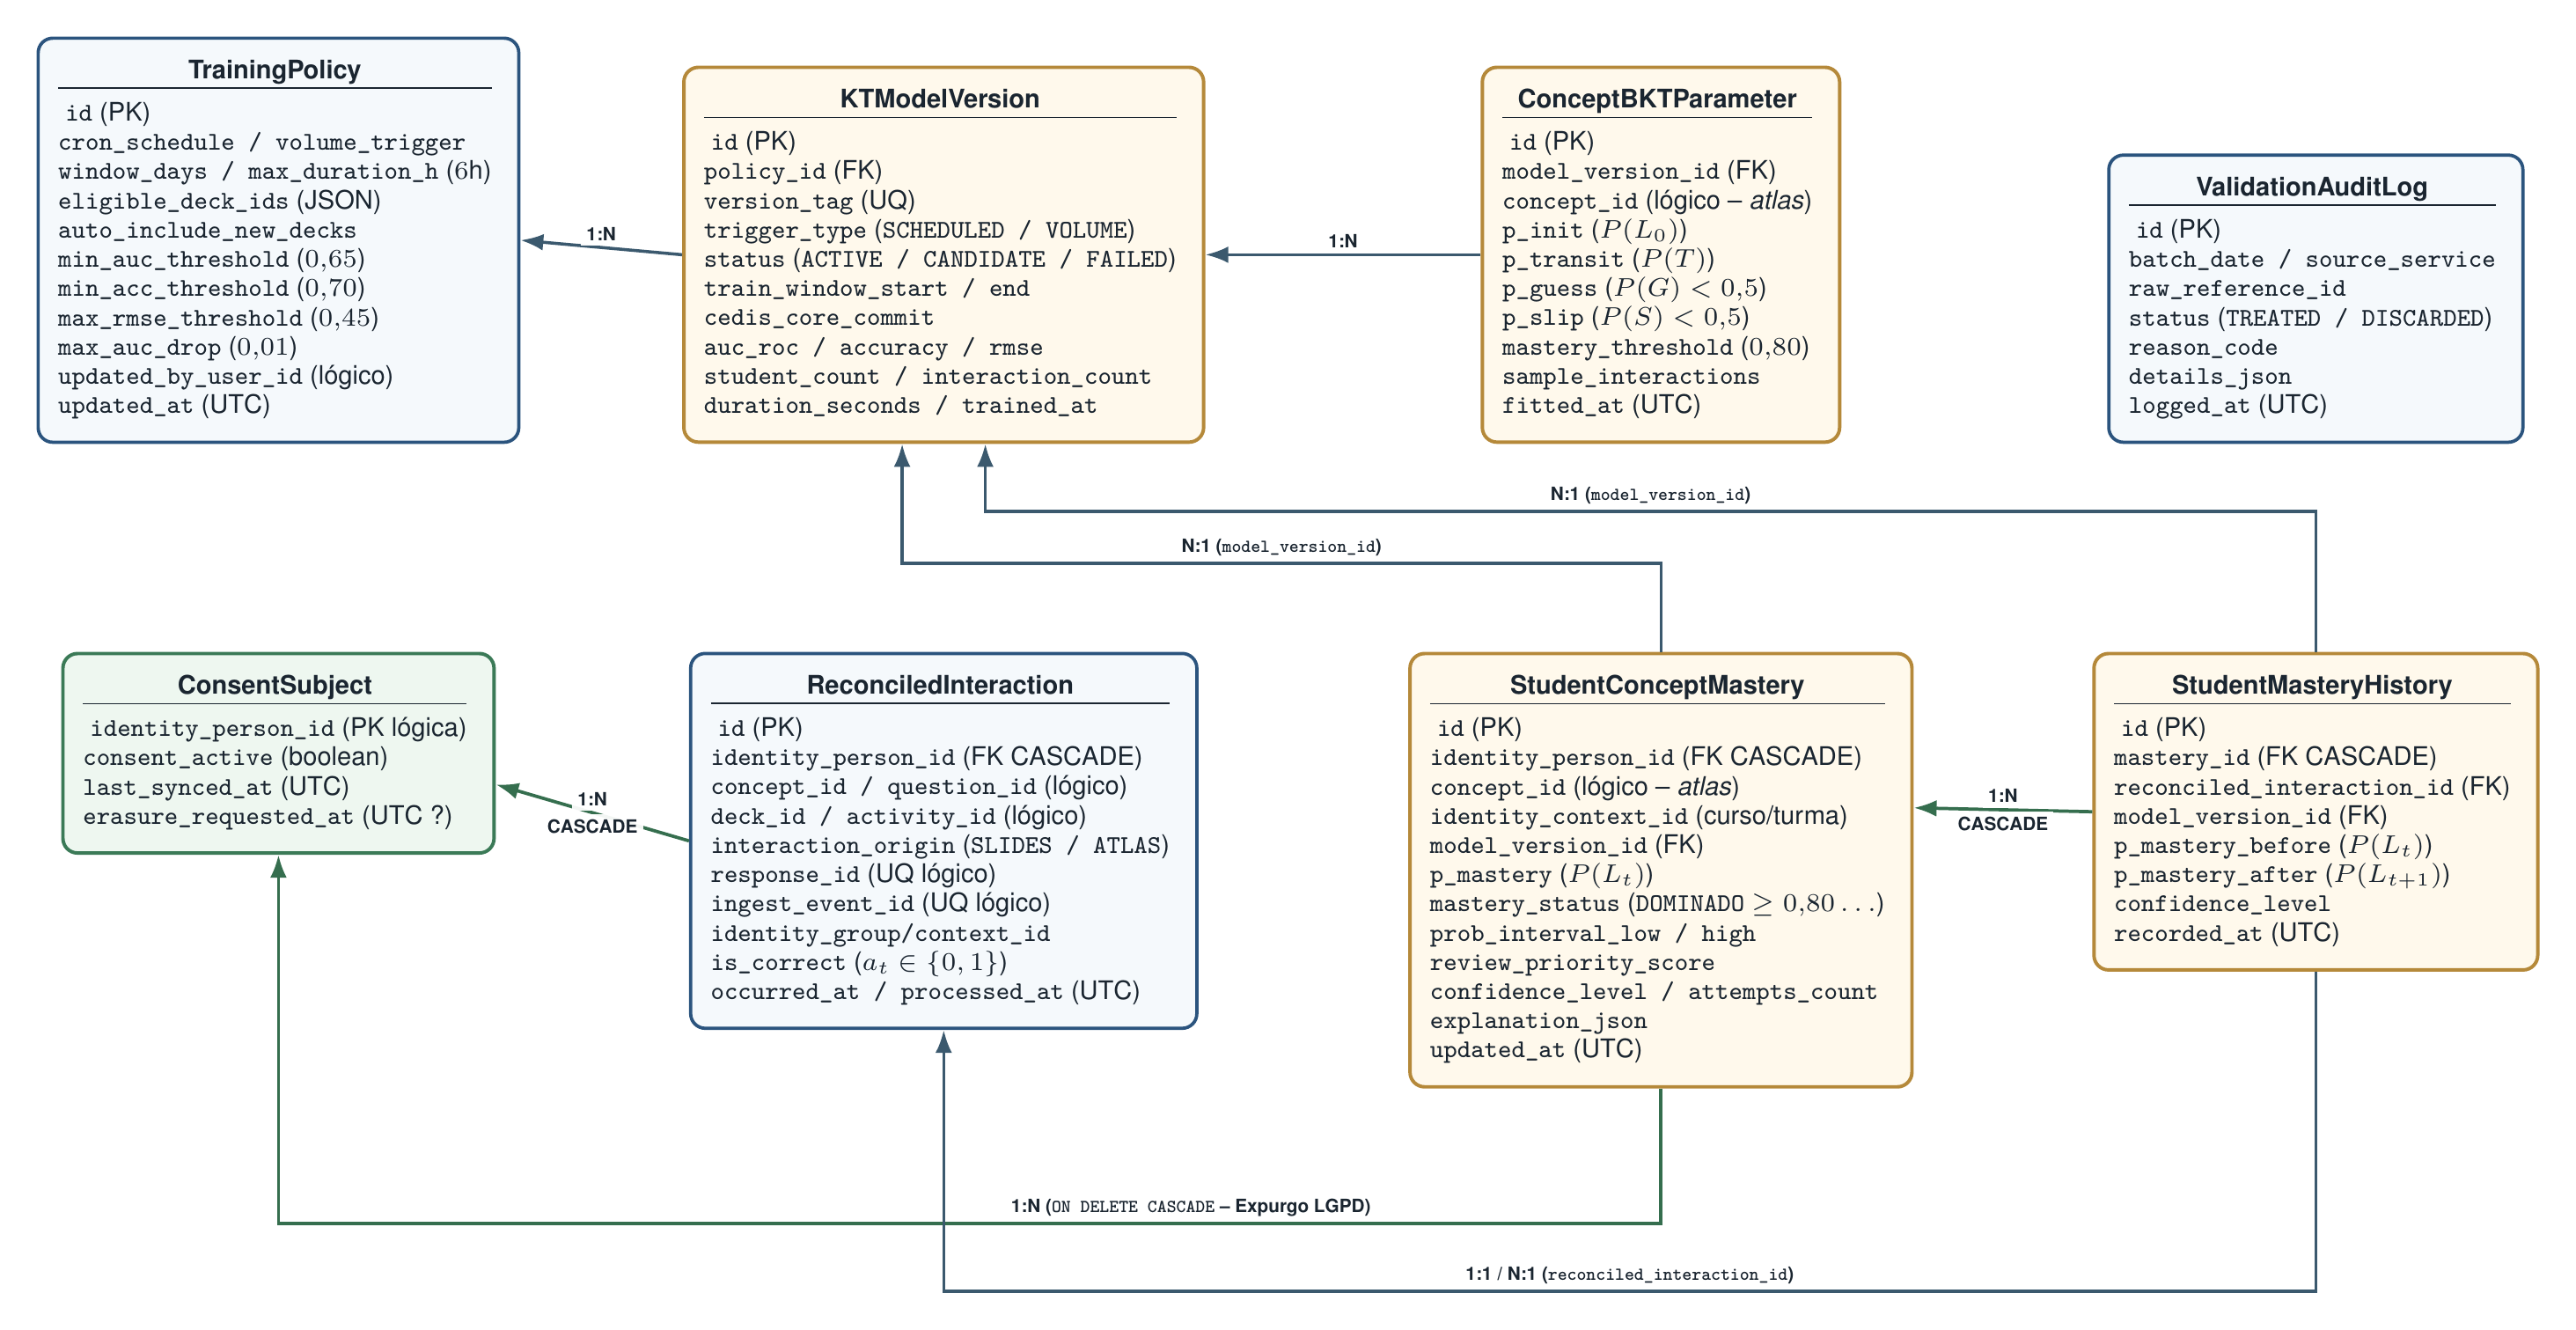 TrainingPolicy
id (PK)
cron_schedule / volume_trigger
window_days / max_duration_h (6h)
eligible_deck_ids (JSON)
auto_include_new_decks
min_auc_threshold (0,65)
min_acc_threshold (0,70)
max_rmse_threshold (0,45)
max_auc_drop (0,01)
updated_by_user_id (lógico)
updated_at (UTC)
1:N
KTModelVersion
id (PK)
policy_id (FK)
version_tag (UQ)
trigger_type (SCHEDULED / VOLUME)
status (ACTIVE / CANDIDATE / FAILED)
train_window_start / end
cedis_core_commit
auc_roc / accuracy / rmse
student_count / interaction_count
duration_seconds / trained_at
1:N
ConceptBKTParameter
id (PK)
model_version_id (FK)
concept_id (lógico – atlas)
p_init (P(L₀))
p_transit (P(T))
p_guess (P(G) < 0,5)
p_slip (P(S) < 0,5)
mastery_threshold (0,80)
sample_interactions
fitted_at (UTC)
ValidationAuditLog
id (PK)
batch_date / source_service
raw_reference_id
status (TREATED / DISCARDED)
reason_code
details_json
logged_at (UTC)
N:1 (model_version_id)
N:1 (model_version_id)
ConsentSubject
identity_person_id (PK lógica)
consent_active (boolean)
last_synced_at (UTC)
erasure_requested_at (UTC ?)
1:N
CASCADE
ReconciledInteraction
id (PK)
identity_person_id (FK CASCADE)
concept_id / question_id (lógico)
deck_id / activity_id (lógico)
interaction_origin (SLIDES / ATLAS)
response_id (UQ lógico)
ingest_event_id (UQ lógico)
identity_group/context_id
is_correct (aₜ ∈ {0, 1})
occurred_at / processed_at (UTC)
StudentConceptMastery
id (PK)
identity_person_id (FK CASCADE)
concept_id (lógico – atlas)
identity_context_id (curso/turma)
model_version_id (FK)
p_mastery (P(Lₜ))
mastery_status (DOMINADO ≥ 0,80 ...)
prob_interval_low / high
review_priority_score
confidence_level / attempts_count
explanation_json
updated_at (UTC)
1:N
CASCADE
StudentMasteryHistory
id (PK)
mastery_id (FK CASCADE)
reconciled_interaction_id (FK)
model_version_id (FK)
p_mastery_before (P(Lₜ))
p_mastery_after (P(Lₜ₊₁))
confidence_level
recorded_at (UTC)
1:N (ON DELETE CASCADE – Expurgo LGPD)
1:1 / N:1 (reconciled_interaction_id)